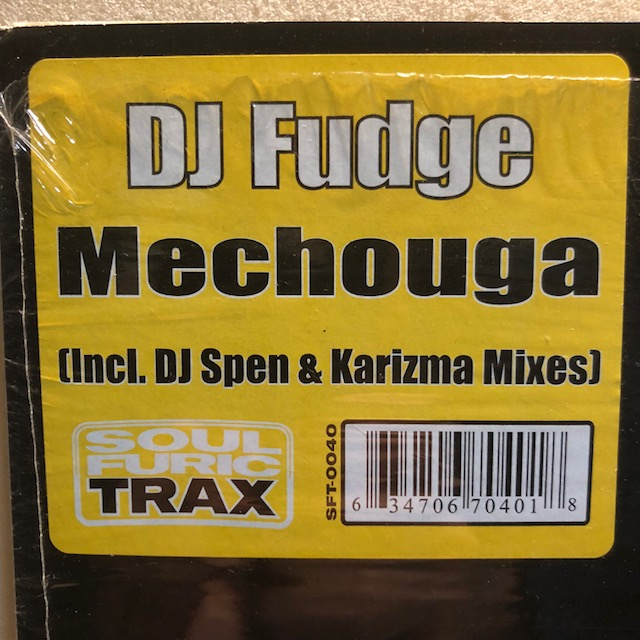 DJ Fudge
Mechouga
(Incl. DJ Spen & Karizma Mixes)
SOUL
FURIC
TRAX
SFT-0040
6 34706 70401 8